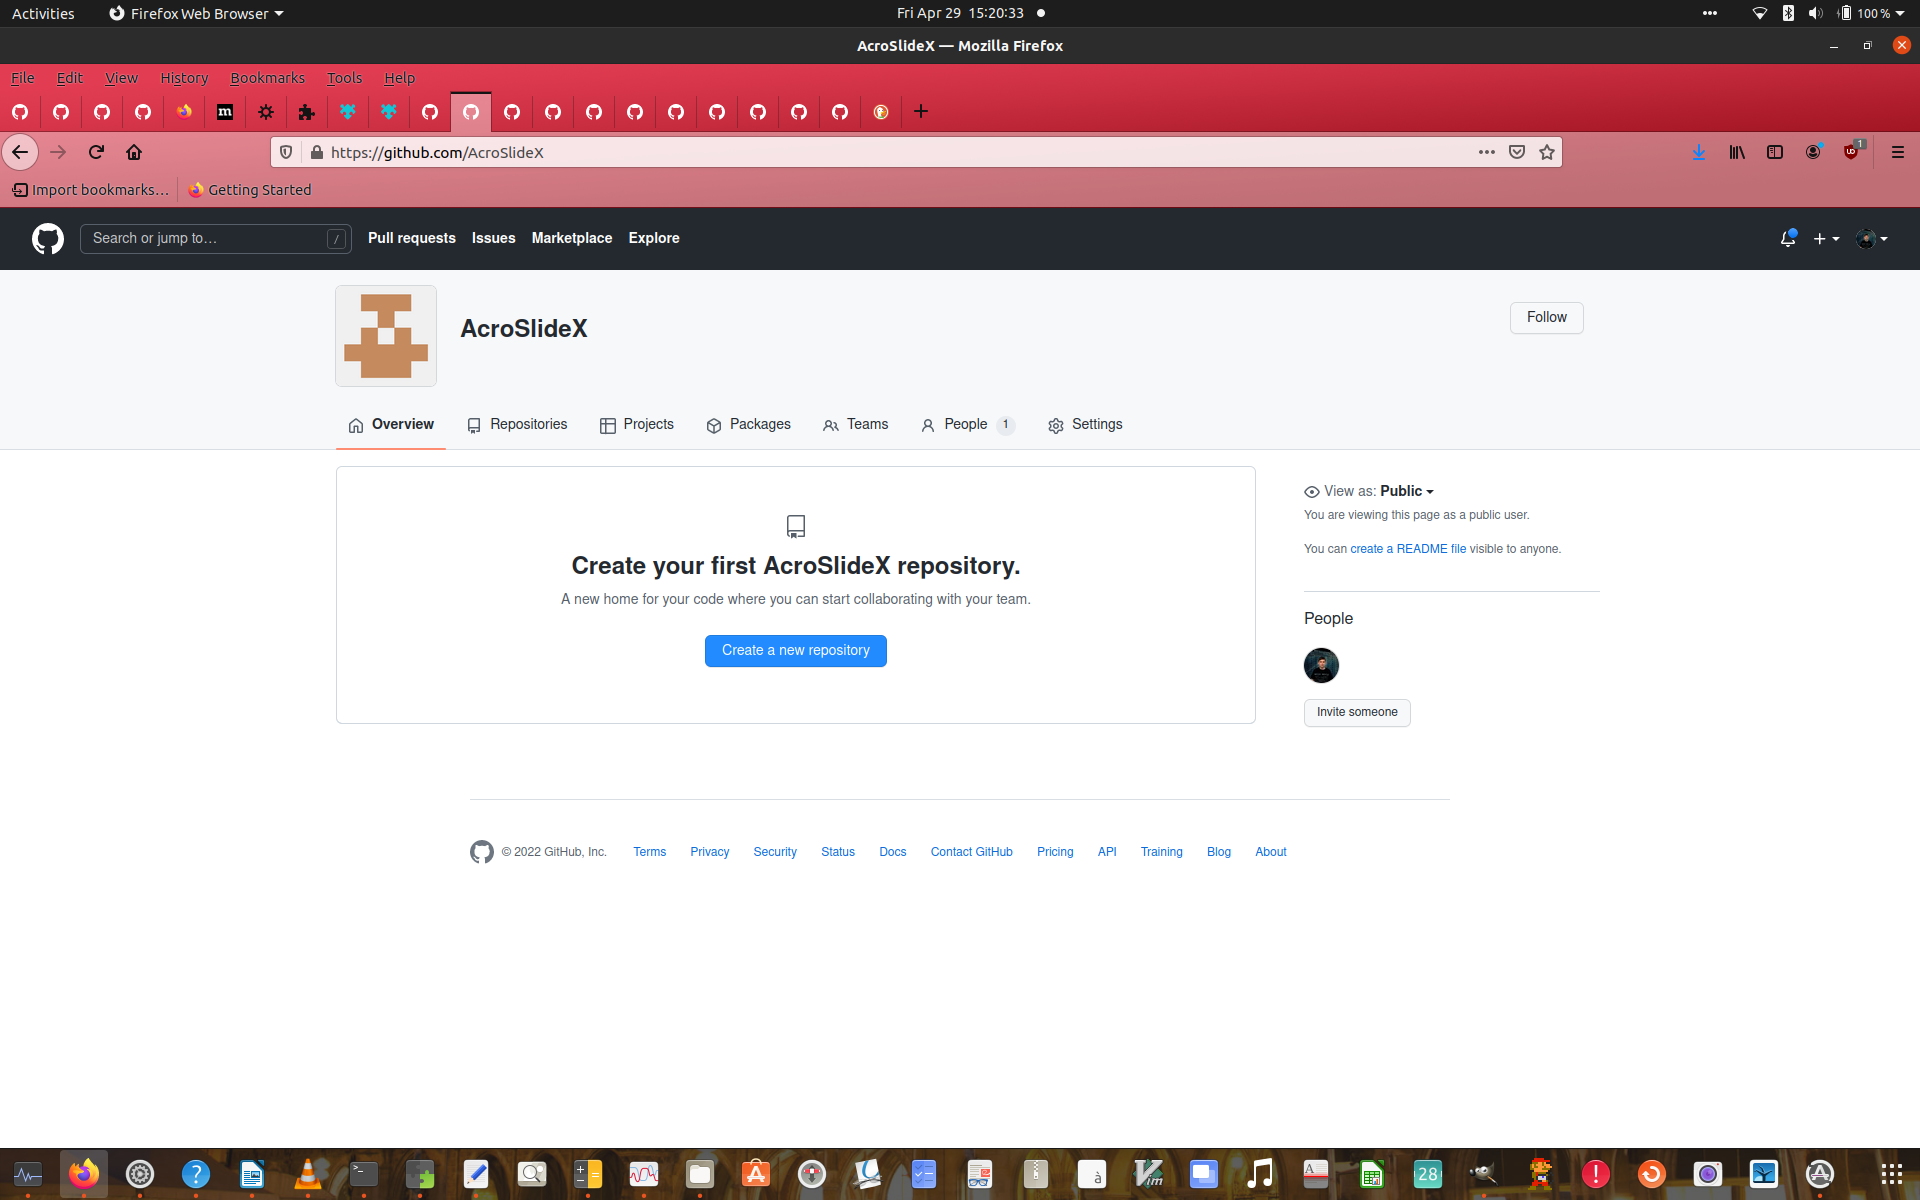 Activities
Firefox Web Browser
Fri Apr 29 15:20:33
100 %
AcroSlideX — Mozilla Firefox
File Edit View History Bookmarks Tools Help
https://github.com/AcroSlideX
1
Import bookmarks…
Getting Started
Search or jump to…
/
Pull requests
Issues
Marketplace
Explore
AcroSlideX
Follow
Overview
Repositories
Projects
Packages
Teams
People 1
Settings
Create your first AcroSlideX repository.
A new home for your code where you can start collaborating with your team.
Create a new repository
View as: Public
You are viewing this page as a public user.
You can create a README file visible to anyone.
People
Invite someone
© 2022 GitHub, Inc.
Terms
Privacy
Security
Status
Docs
Contact GitHub
Pricing
API
Training
Blog
About
28